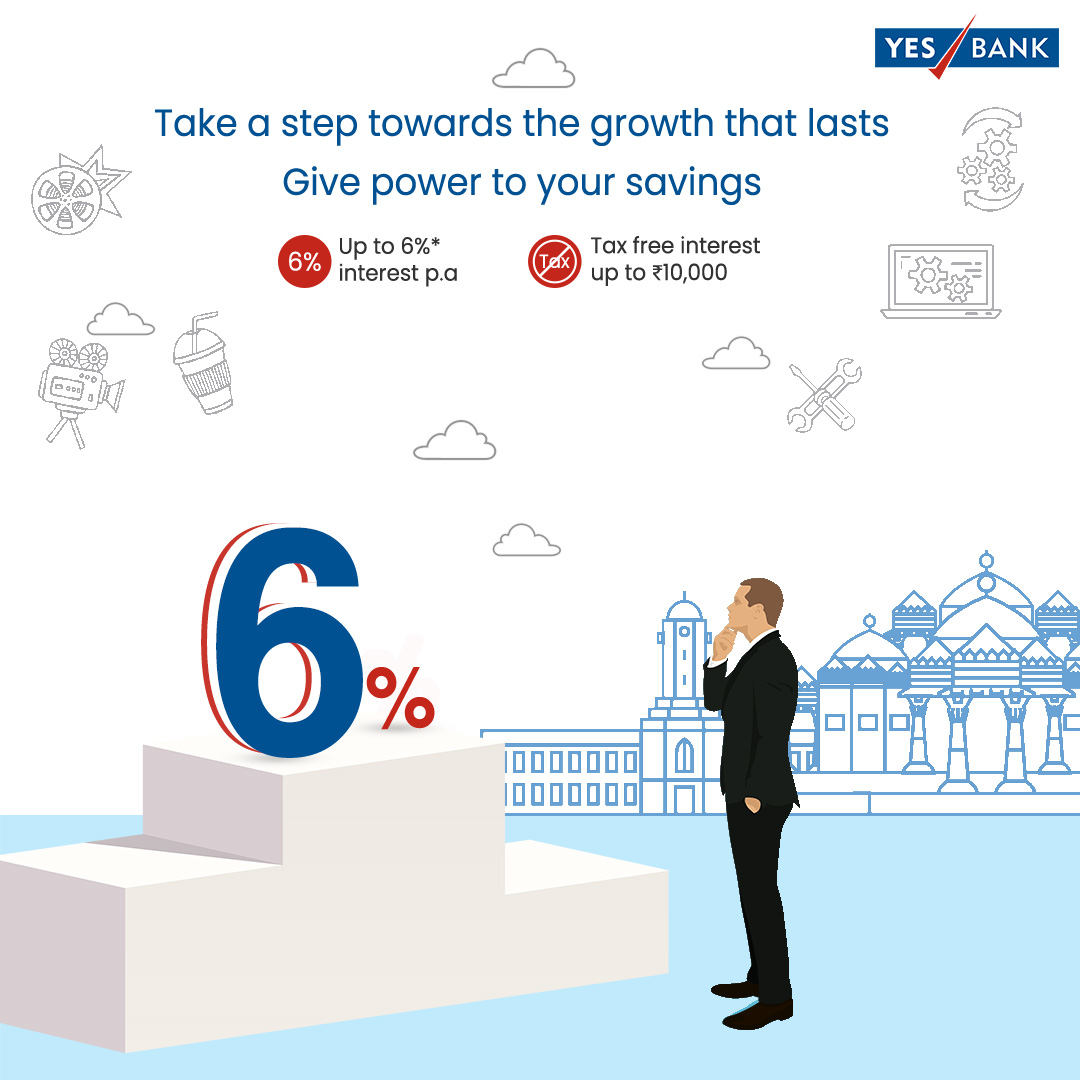 YES BANK
Take a step towards the growth that lasts
Give power to your savings
6%
Up to 6%*
interest p.a
Tax
Tax free interest
up to ₹10,000
6%